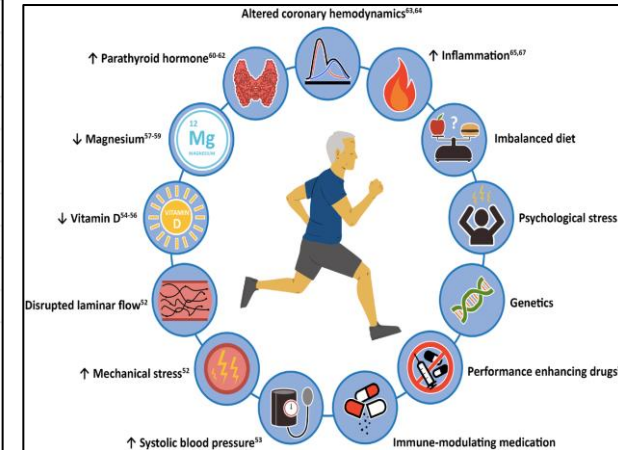 Altered coronary hemodynamics63,64
↑ Parathyroid hormone60-62
↑ Inflammation65,67
12
Mg
MAGNESIUM
↓ Magnesium57-59
?
Imbalanced diet
↓ Vitamin D54-56
VITAMIN
D
Psychological stress
Disrupted laminar flow52
Genetics
↑ Mechanical stress52
Performance enhancing drugs
↑ Systolic blood pressure53
Immune-modulating medication